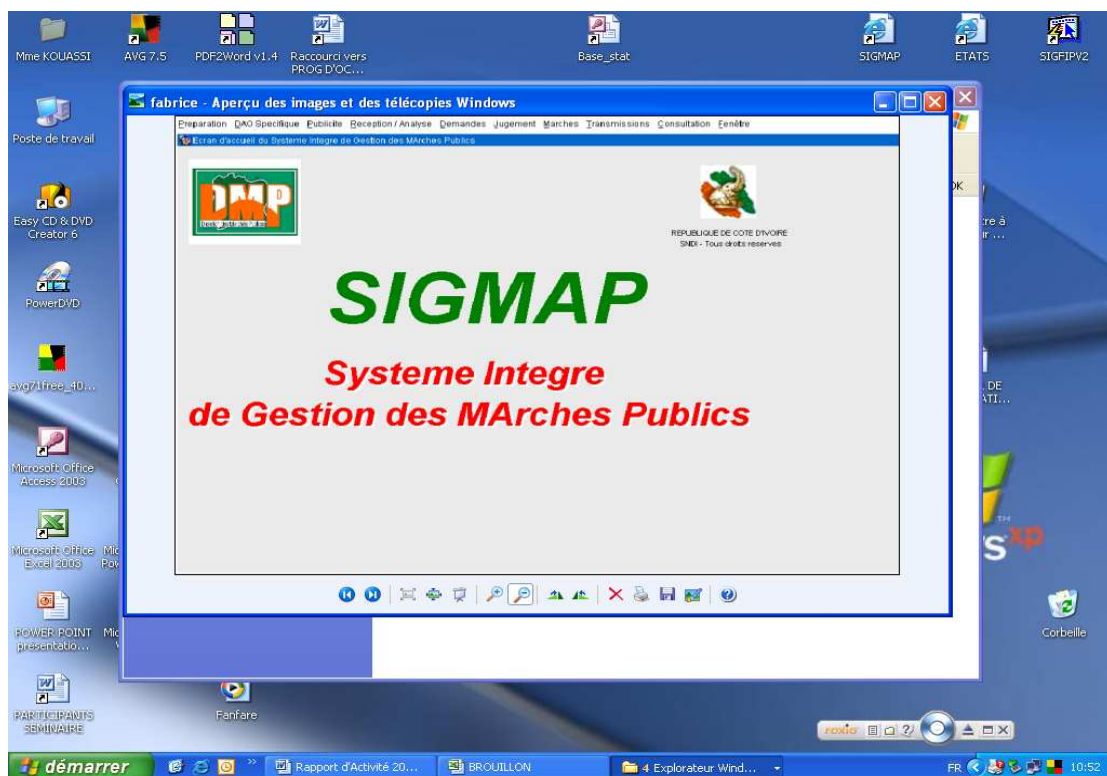 Mme KOUASSI
AVG 7.5
PDF2Word v1.4
Raccourci vers
PROG D'OC...
Base_stat
SIGMAP
ETATS
SIGFIPV2
Poste de travail
Easy CD & DVD
Creator 6
PowerDVD
avg71free_40...
Microsoft Office
Access 2003
Microsoft Office
Excel 2003
POWER POINT
presentatio...
PARTICIPANTS
SEMINAIRE
fabrice - Aperçu des images et des télécopies Windows
Preparation DAO Specifique Publicite Reception / Analyse Demandes Jugement Marches Transmissions Consultation Fenêtre
Ecran d'accueil du Systeme Integre de Gestion des MArches Publics
DMP
REPUBLIQUE DE COTE D'IVOIRE
SNDI - Tous droits reserves
SIGMAP
Systeme Integre
de Gestion des MArches Publics
OK
xp
Corbeille
Fanfare
roxio
démarrer
Rapport d'Activité 20...
BROUILLON
4 Explorateur Wind...
FR
10:52